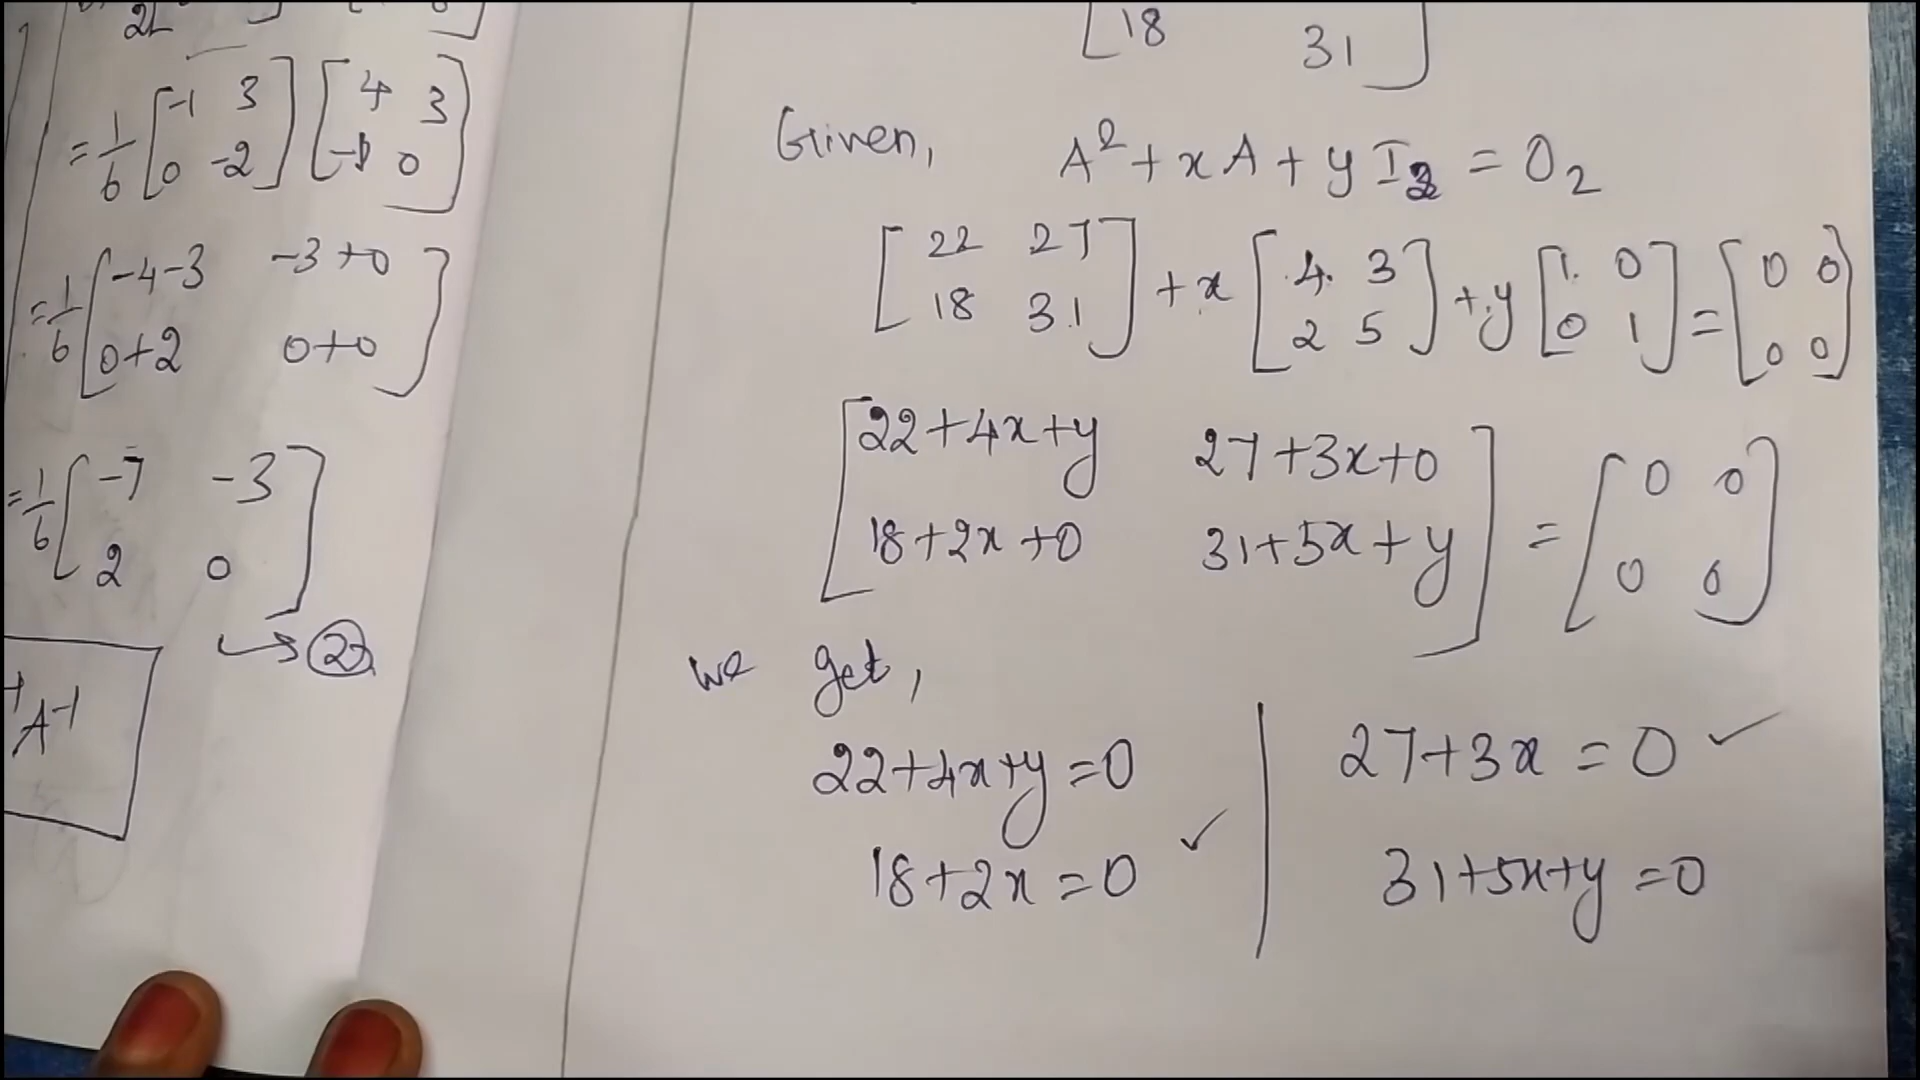 = 1/6 [-1 3] [4 3]
[0 -2] [-1 0]
= 1/6 [-4-3 -3+0]
[0+2 0+0]
= 1/6 [-7 -3]
[2 0]
→ ②
A⁻¹
[18 31]
Given, A² + xA + yI₂ = O₂
[22 27] + x [4 3] + y [1 0] = [0 0]
[18 31] [2 5] [0 1] [0 0]
[22+4x+y 27+3x+0] = [0 0]
[18+2x+0 31+5x+y] [0 0]
we get,
22+4x+y=0 | 27+3x = 0 ✓
18+2x=0 ✓ | 31+5x+y=0